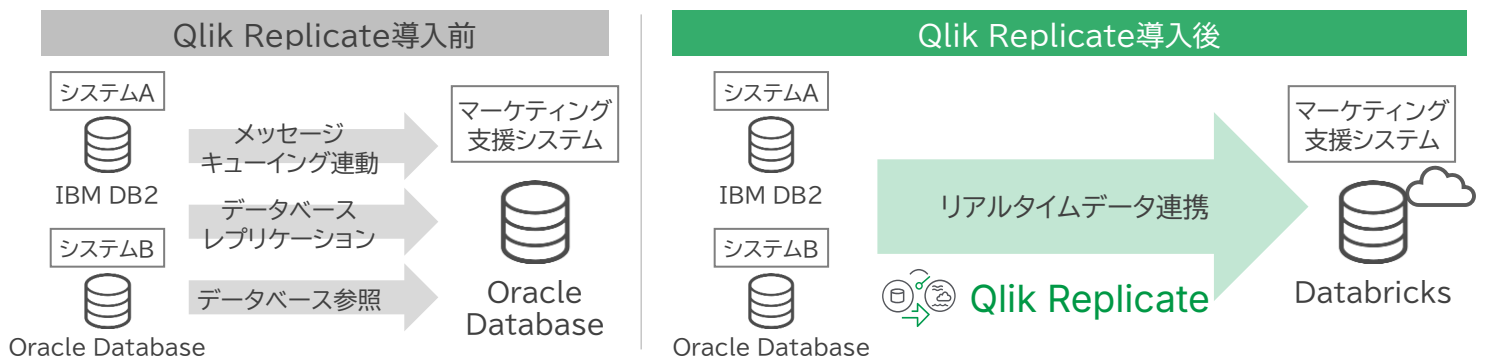 Qlik Replicate導入前
システムA
IBM DB2
システムB
Oracle Database
メッセージ
キューイング連動
データベース
レプリケーション
データベース参照
マーケティング
支援システム
Oracle
Database
Qlik Replicate導入後
システムA
IBM DB2
システムB
Oracle Database
リアルタイムデータ連携
Qlik Replicate
マーケティング
支援システム
Databricks